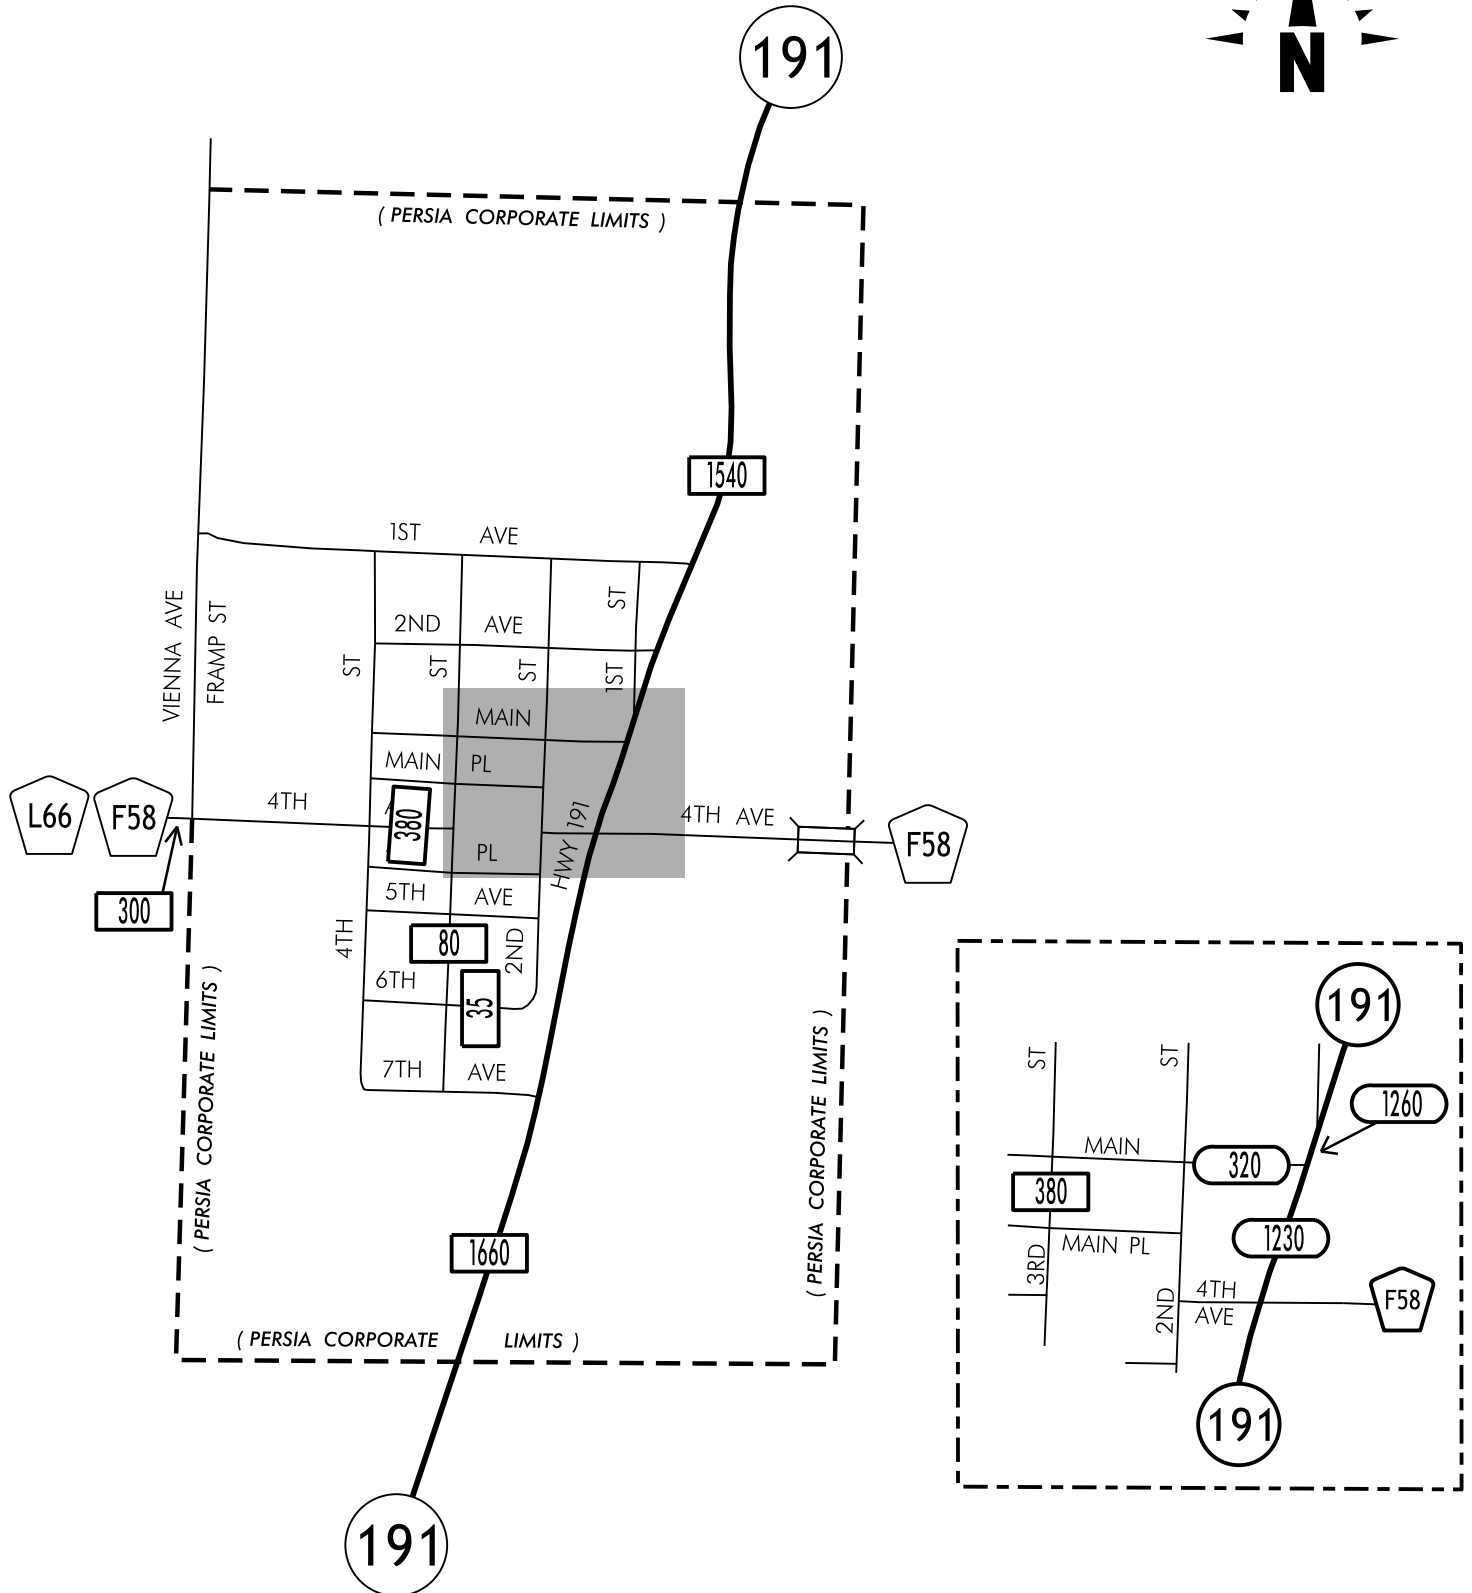 191
N
( PERSIA CORPORATE LIMITS )
1540
1ST AVE
ST
2ND AVE
VIENNA AVE
FRAMP ST
ST
ST
ST
1ST
MAIN
MAIN PL
L66
F58
4TH
380
HWY 191
4TH AVE
F58
PL
300
5TH AVE
4TH
80
2ND
6TH
35
7TH AVE
( PERSIA CORPORATE LIMITS )
( PERSIA CORPORATE LIMITS )
1660
( PERSIA CORPORATE LIMITS )
191
191
ST
ST
1260
MAIN
320
380
1230
MAIN PL
3RD
2ND
4TH
AVE
F58
191